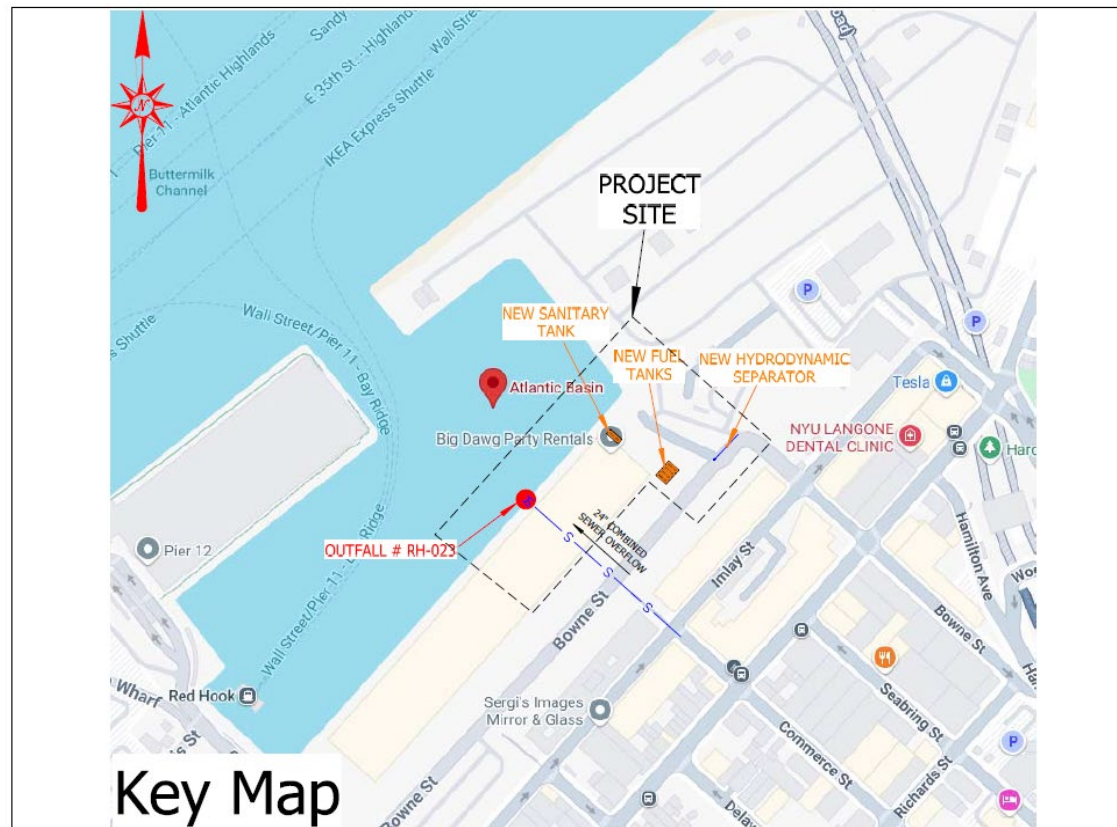 Sandy
Pier 11 - Atlantic Highlands
E 35th St. - Highland
Wall Street/
IKEA Express Shuttle
N
Buttermilk
Channel
PROJECT
SITE
P
P
NEW SANITARY
TANK
NEW FUEL
TANKS
NEW HYDRODYNAMIC
SEPARATOR
Wall Street/Pier 11 - Bay Ridge
Shuttle
Atlantic Basin
Tesla
Big Dawg Party Rentals
NYU LANGONE
DENTAL CLINIC
Harc
24" COMBINED
SEWER OVERFLOW
S
S
S
OUTFALL # RH-023
Pier 12
Imlay St
Hamilton Ave
Bowne St
Bowne St
Wall Street/Pier 11 -
Ridge
Wharf
Red Hook
Sergi's Images
Mirror & Glass
Seabring St
Commerce St
Richards St
P
Bowne St
Key Map